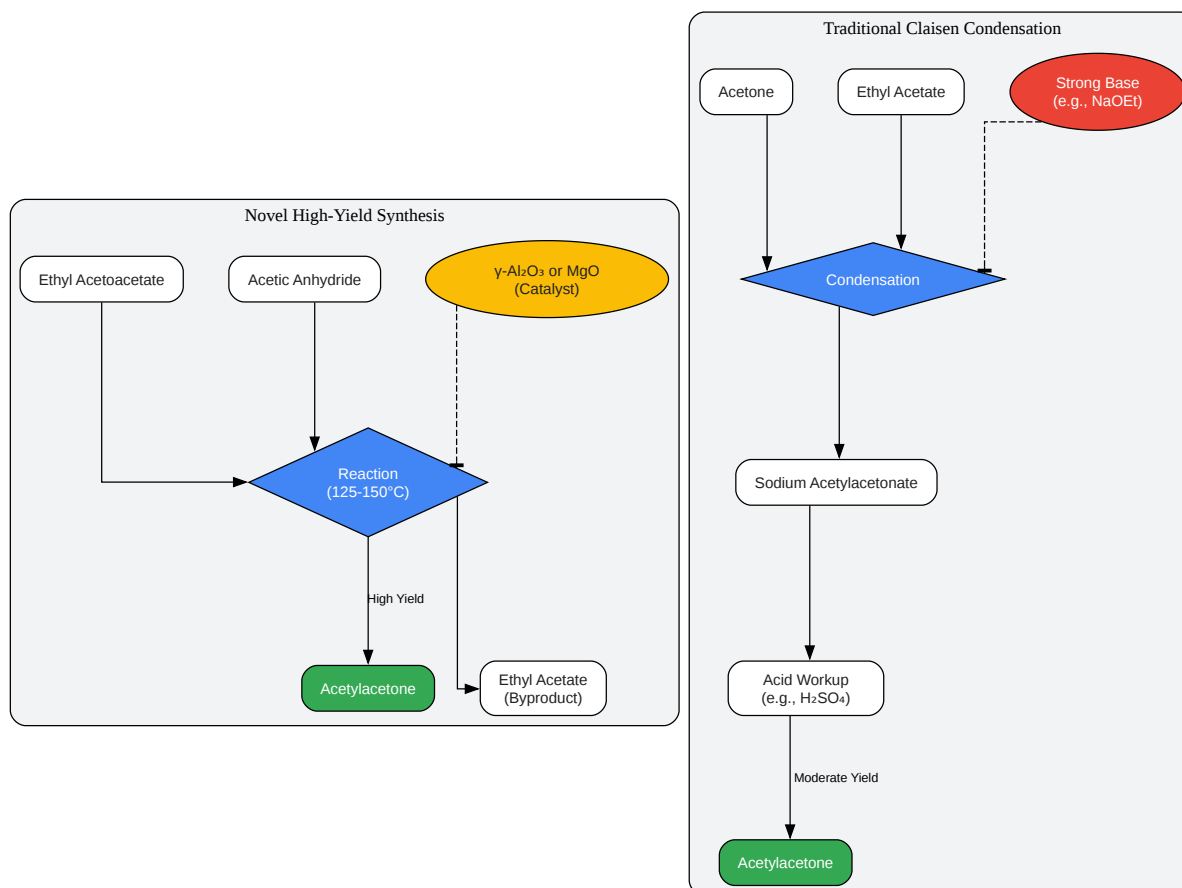 Novel High-Yield Synthesis
Ethyl Acetoacetate
Acetic Anhydride
γ-Al₂O₃ or MgO
(Catalyst)
Reaction
(125-150°C)
High Yield
Acetylacetone
Ethyl Acetate
(Byproduct)
Traditional Claisen Condensation
Acetone
Ethyl Acetate
Strong Base
(e.g., NaOEt)
Condensation
Sodium Acetylacetonate
Acid Workup
(e.g., H₂SO₄)
Moderate Yield
Acetylacetone